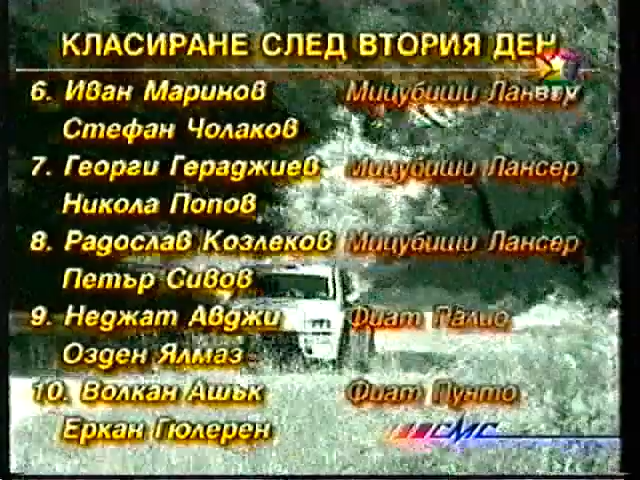 КЛАСИРАНЕ СЛЕД ВТОРИЯ ДЕН
6. Иван Маринов Мицубиши Лансер
Стефан Чолаков
7. Георги Гераджиев Мицубиши Лансер
Никола Попов
8. Радослав Козлеков Мицубиши Лансер
Петър Сивов
9. Неджат Авджи Фиат Палио
Озден Ялмаз
10. Волкан Ашък Фиат Пунто
Еркан Гюлерен
СМС